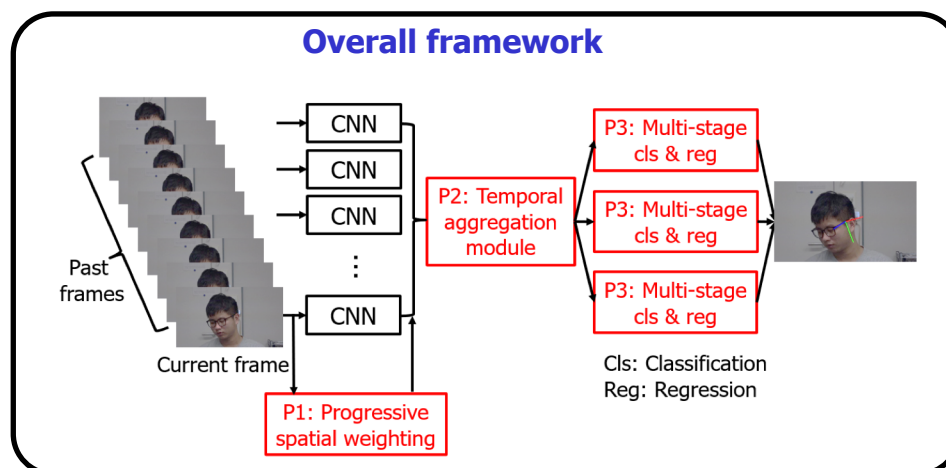 Overall framework
CNN
CNN
CNN
...
CNN
Past
frames
Current frame
P1: Progressive
spatial weighting
P2: Temporal
aggregation
module
P3: Multi-stage
cls & reg
P3: Multi-stage
cls & reg
P3: Multi-stage
cls & reg
Cls: Classification
Reg: Regression